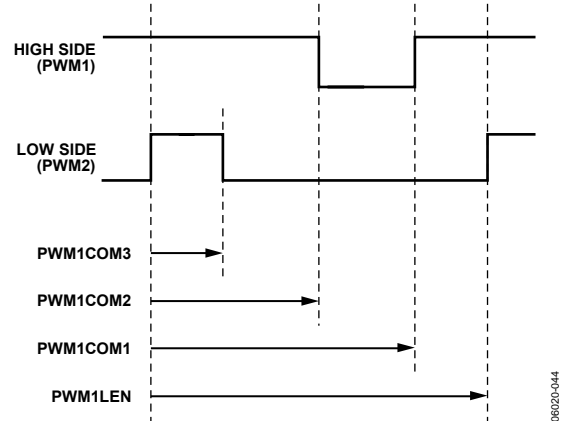 HIGH SIDE
(PWM1)
LOW SIDE
(PWM2)
PWM1COM3
PWM1COM2
PWM1COM1
PWM1LEN
06020-044